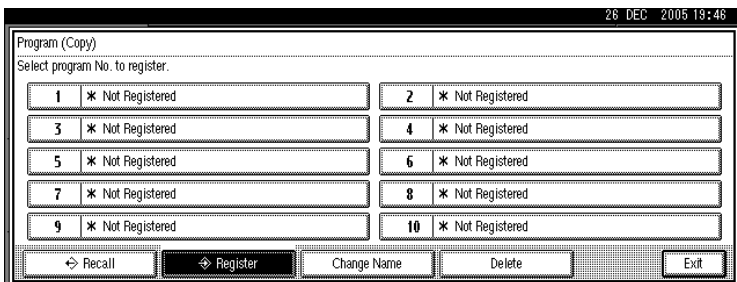 26 DEC 2005 19:46
Program (Copy)
Select program No. to register.
1 * Not Registered 2 * Not Registered
3 * Not Registered 4 * Not Registered
5 * Not Registered 6 * Not Registered
7 * Not Registered 8 * Not Registered
9 * Not Registered 10 * Not Registered
Recall Register Change Name Delete Exit